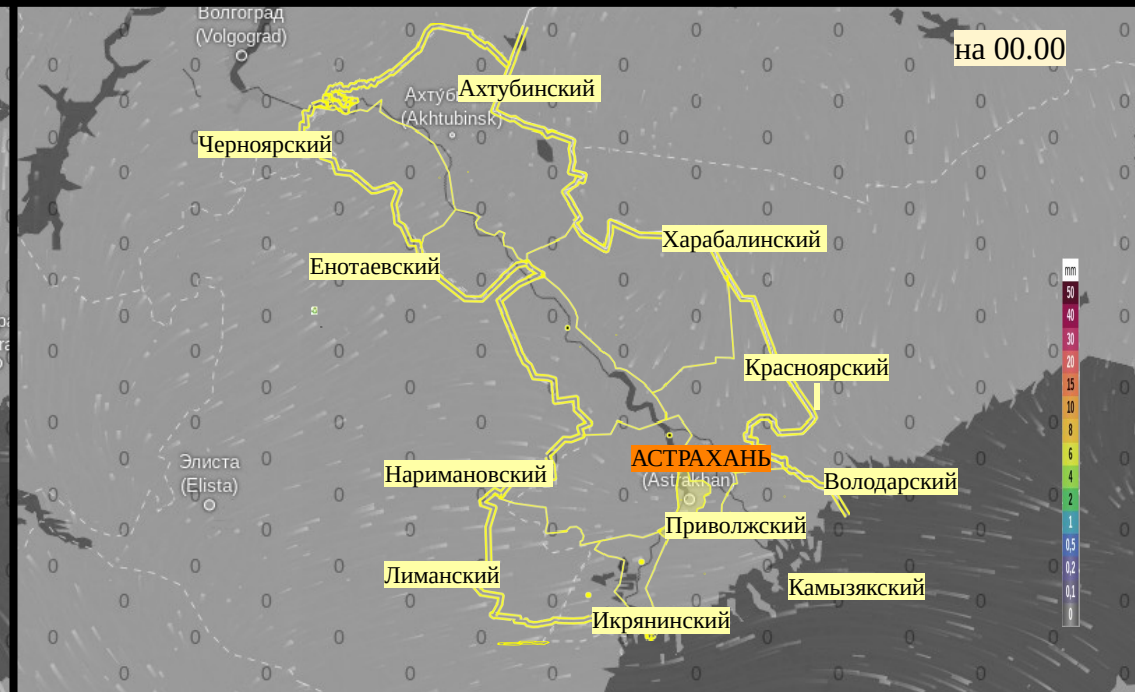 Волгоград
(Volgograd)
на 00.00
Ахтубинский
Ахту́б
(Akhtubinsk)
Черноярский
Харабалинский
Енотаевский
mm
50
40
30
20
15
10
8
6
4
2
1
0,5
0,2
0,1
0
Красноярский
АСТРАХАНЬ
Элиста
(Elista)
Наримановский
(Astrakhan)
Володарский
Приволжский
Лиманский
Камызякский
Икрянинский